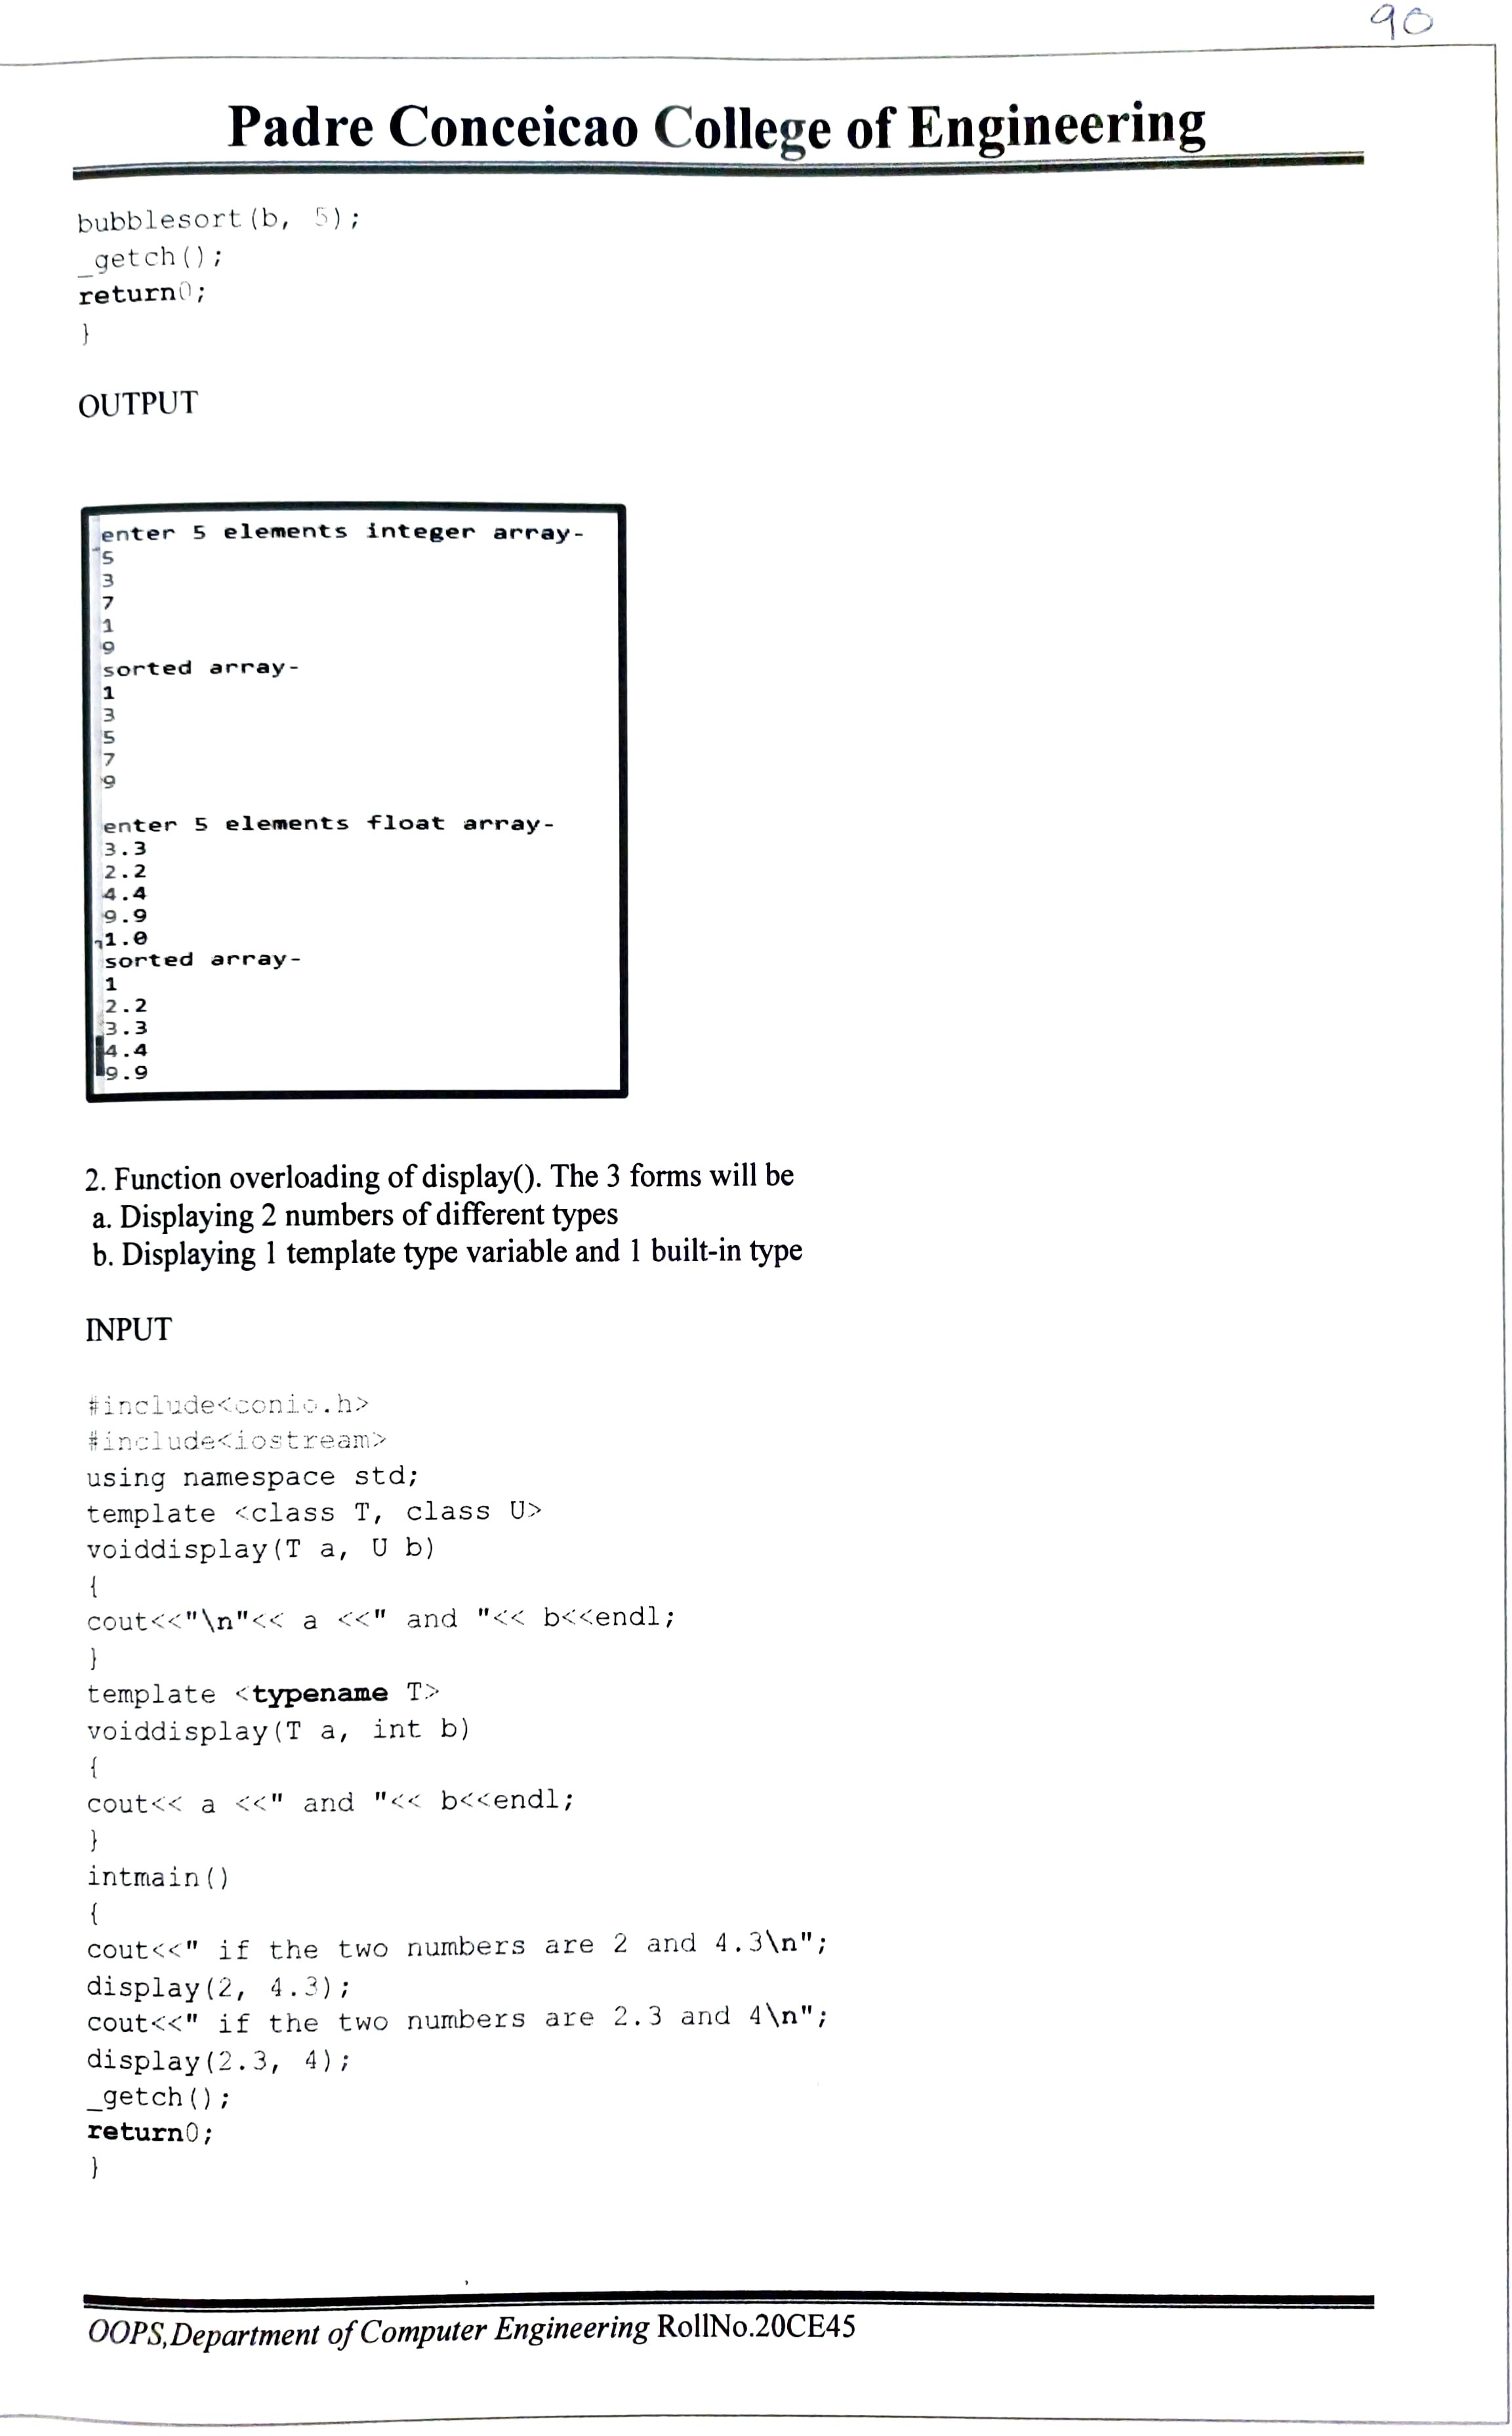 90
Padre Conceicao College of Engineering
bubblesort(b, 5);
_getch();
return0;
}
OUTPUT
enter 5 elements integer array-
5
3
7
1
9
sorted array-
1
3
5
7
9
enter 5 elements float array-
3.3
2.2
4.4
9.9
1.0
sorted array-
1
2.2
3.3
4.4
9.9
2. Function overloading of display(). The 3 forms will be
a. Displaying 2 numbers of different types
b. Displaying 1 template type variable and 1 built-in type
INPUT
#include<conio.h>
#include<iostream>
using namespace std;
template <class T, class U>
voiddisplay(T a, U b)
{
cout<<"\n"<< a <<" and "<< b<<endl;
}
template <typename T>
voiddisplay(T a, int b)
{
cout<< a <<" and "<< b<<endl;
}
intmain()
{
cout<<" if the two numbers are 2 and 4.3\n";
display(2, 4.3);
cout<<" if the two numbers are 2.3 and 4\n";
display(2.3, 4);
_getch();
return0;
}
OOPS,Department of Computer Engineering RollNo.20CE45